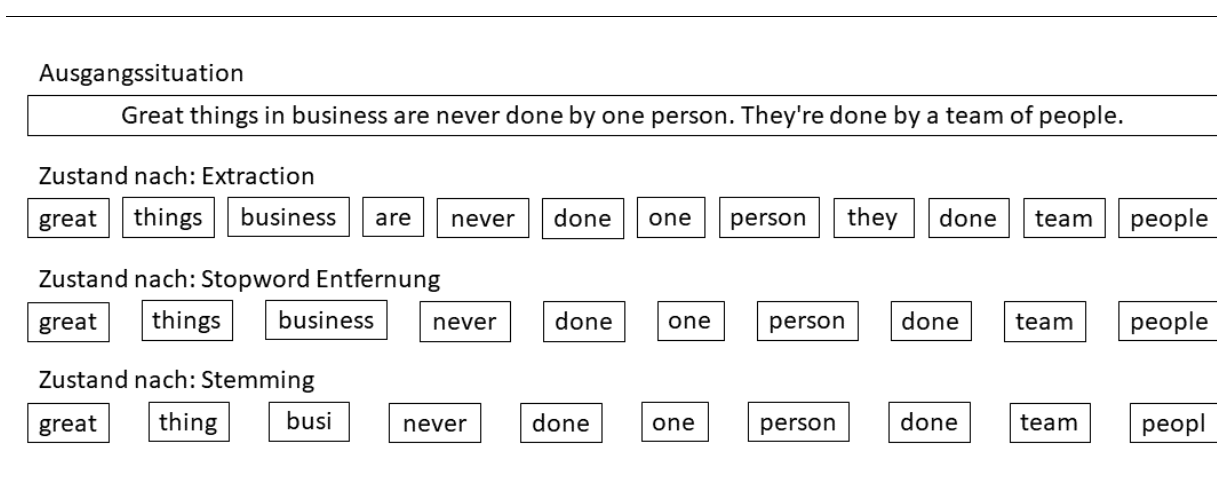 Ausgangssituation
Great things in business are never done by one person. They're done by a team of people.
Zustand nach: Extraction
great things business are never done one person they done team people
Zustand nach: Stopword Entfernung
great things business never done one person done team people
Zustand nach: Stemming
great thing busi never done one person done team peopl